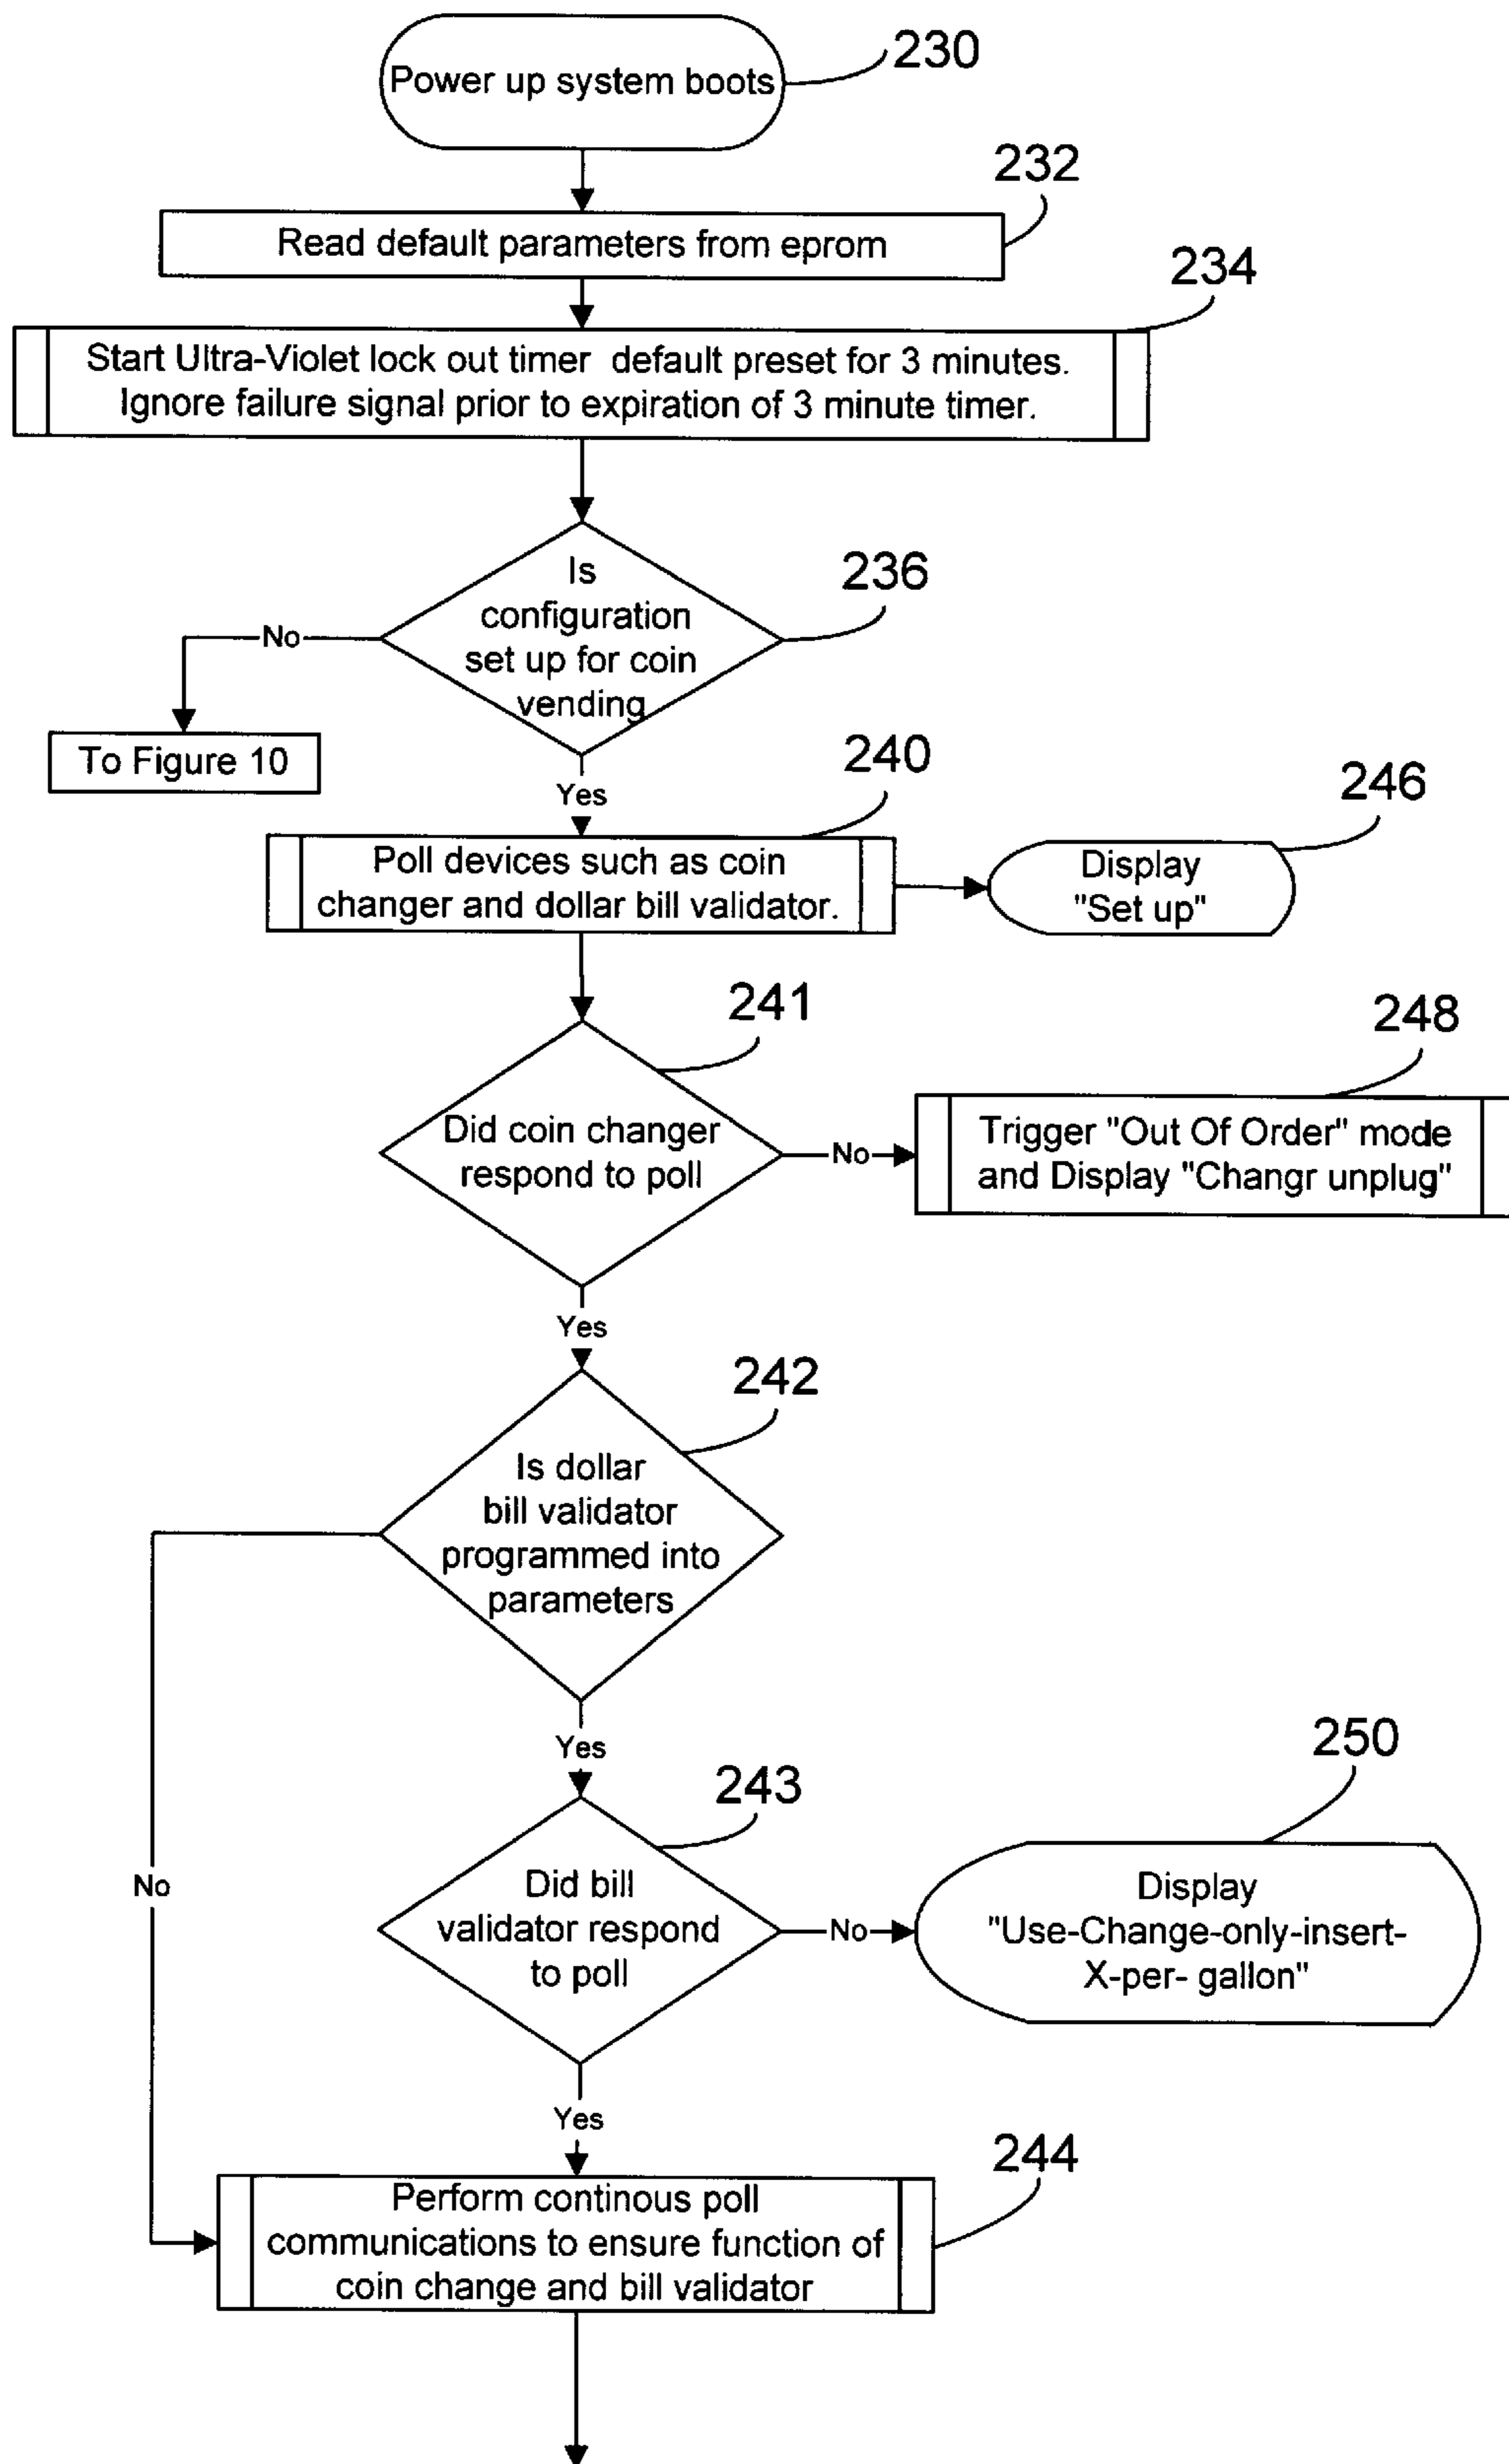 230
Power up system boots
232
Read default parameters from eprom
234
Start Ultra-Violet lock out timer default preset for 3 minutes.
Ignore failure signal prior to expiration of 3 minute timer.
236
Is
configuration
set up for coin
vending
No
To Figure 10
Yes
240
Poll devices such as coin
changer and dollar bill validator.
246
Display
"Set up"
241
Did coin changer
respond to poll
No
248
Trigger "Out Of Order" mode
and Display "Changr unplug"
Yes
242
Is dollar
bill validator
programmed into
parameters
No
Yes
243
Did bill
validator respond
to poll
No
250
Display
"Use-Change-only-insert-
X-per- gallon"
Yes
244
Perform continous poll
communications to ensure function of
coin change and bill validator